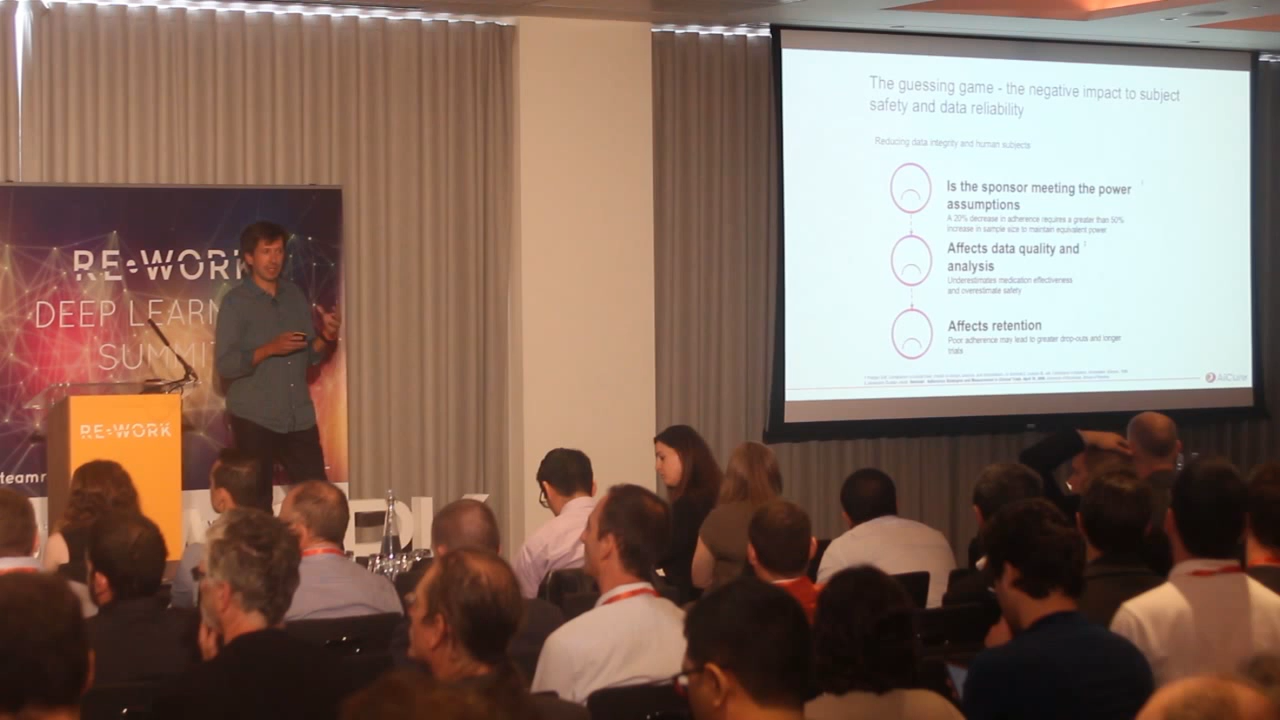 The guessing game - the negative impact to subject
safety and data reliability
Reducing data integrity and human subjects
Is the sponsor meeting the power
assumptions
A 20% decrease in adherence requires a greater than 50%
increase in sample size to maintain equivalent power
Affects data quality and
analysis
Underestimates medication effectiveness
and overestimate safety
Affects retention
Poor adherence may lead to greater drop-outs and longer
trials
AiCure
RE•WORK
DEEP LEARN
SUMMI
RE•WORK
teamr